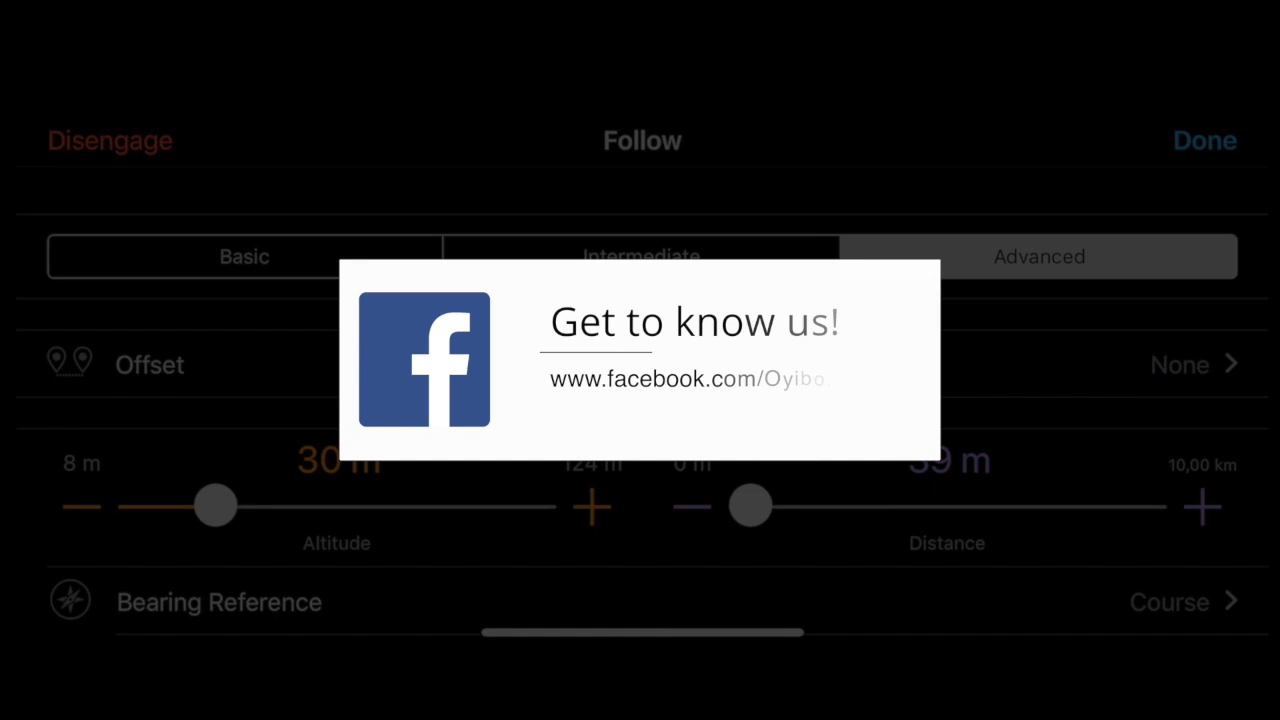 Disengage Follow Done
Basic Intermediate Advanced
Get to know us!
www.facebook.com/Oyibo
Offset None
8 m 30 m 124 m 0 m 39 m 10,00 km
Altitude Distance
Bearing Reference Course